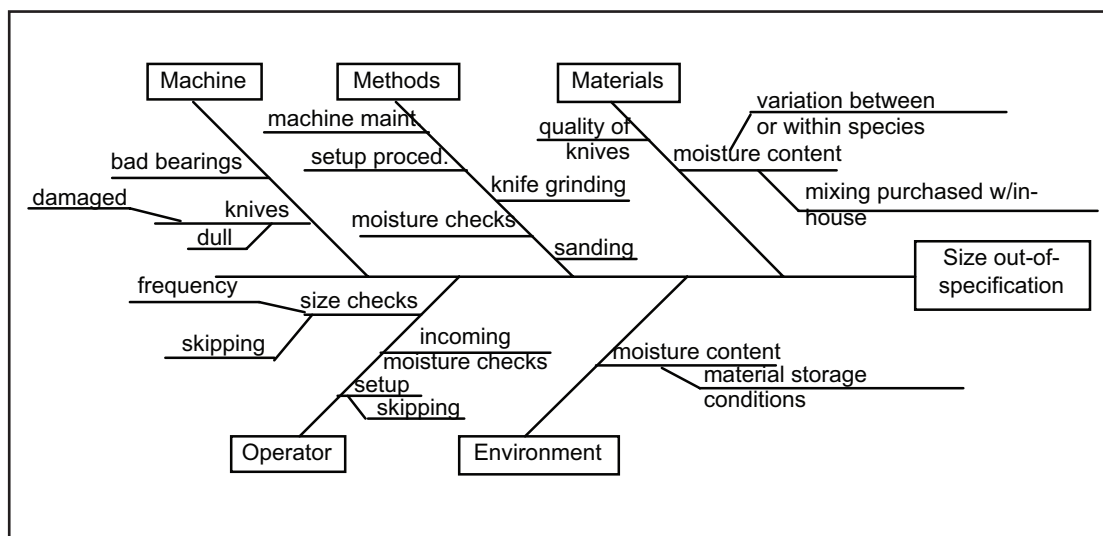 Machine
Methods
Materials
machine maint
bad bearings
setup proced.
damaged
knives
dull
moisture checks
knife grinding
sanding
quality of
knives
variation between
or within species
moisture content
mixing purchased w/in-
house
Size out-of-
specification
frequency
size checks
skipping
incoming
moisture checks
setup
skipping
moisture content
material storage
conditions
Operator
Environment